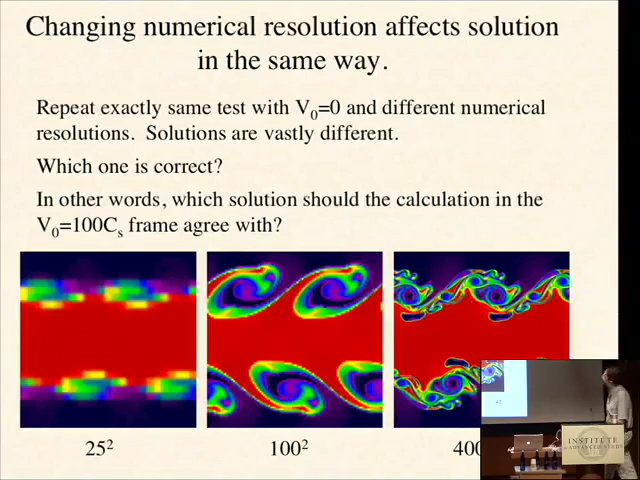 Changing numerical resolution affects solution
in the same way.
Repeat exactly same test with V₀=0 and different numerical
resolutions. Solutions are vastly different.
Which one is correct?
In other words, which solution should the calculation in the
V₀=100Cₛ frame agree with?
25²
100²
400
INSTITUTE
for ADVANCED STUDY